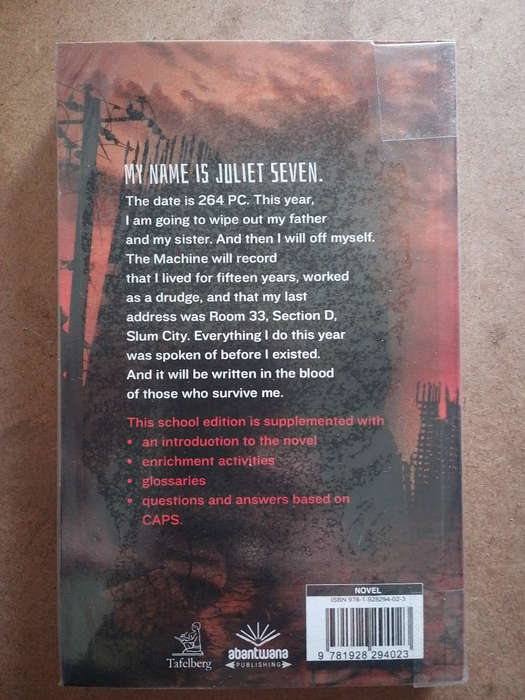 MY NAME IS JULIET SEVEN.
The date is 264 PC. This year,
I am going to wipe out my father
and my sister. And then I will off myself.
The Machine will record
that I lived for fifteen years, worked
as a drudge, and that my last
address was Room 33, Section D,
Slum City. Everything I do this year
was spoken of before I existed.
And it will be written in the blood
of those who survive me.
This school edition is supplemented with
• an introduction to the novel
• enrichment activities
• glossaries
• questions and answers based on
CAPS.
NOVEL
ISBN 978-1-928294-02-3
9 781928 294023
Tafelberg
abantwana
PUBLISHING